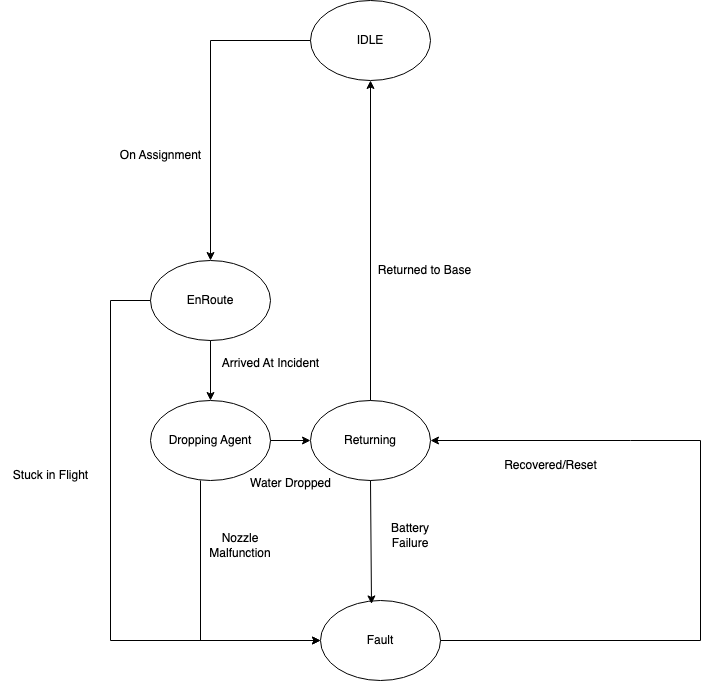 IDLE
On Assignment
Returned to Base
EnRoute
Arrived At Incident
Dropping Agent
Returning
Recovered/Reset
Stuck in Flight
Water Dropped
Nozzle
Malfunction
Battery
Failure
Fault